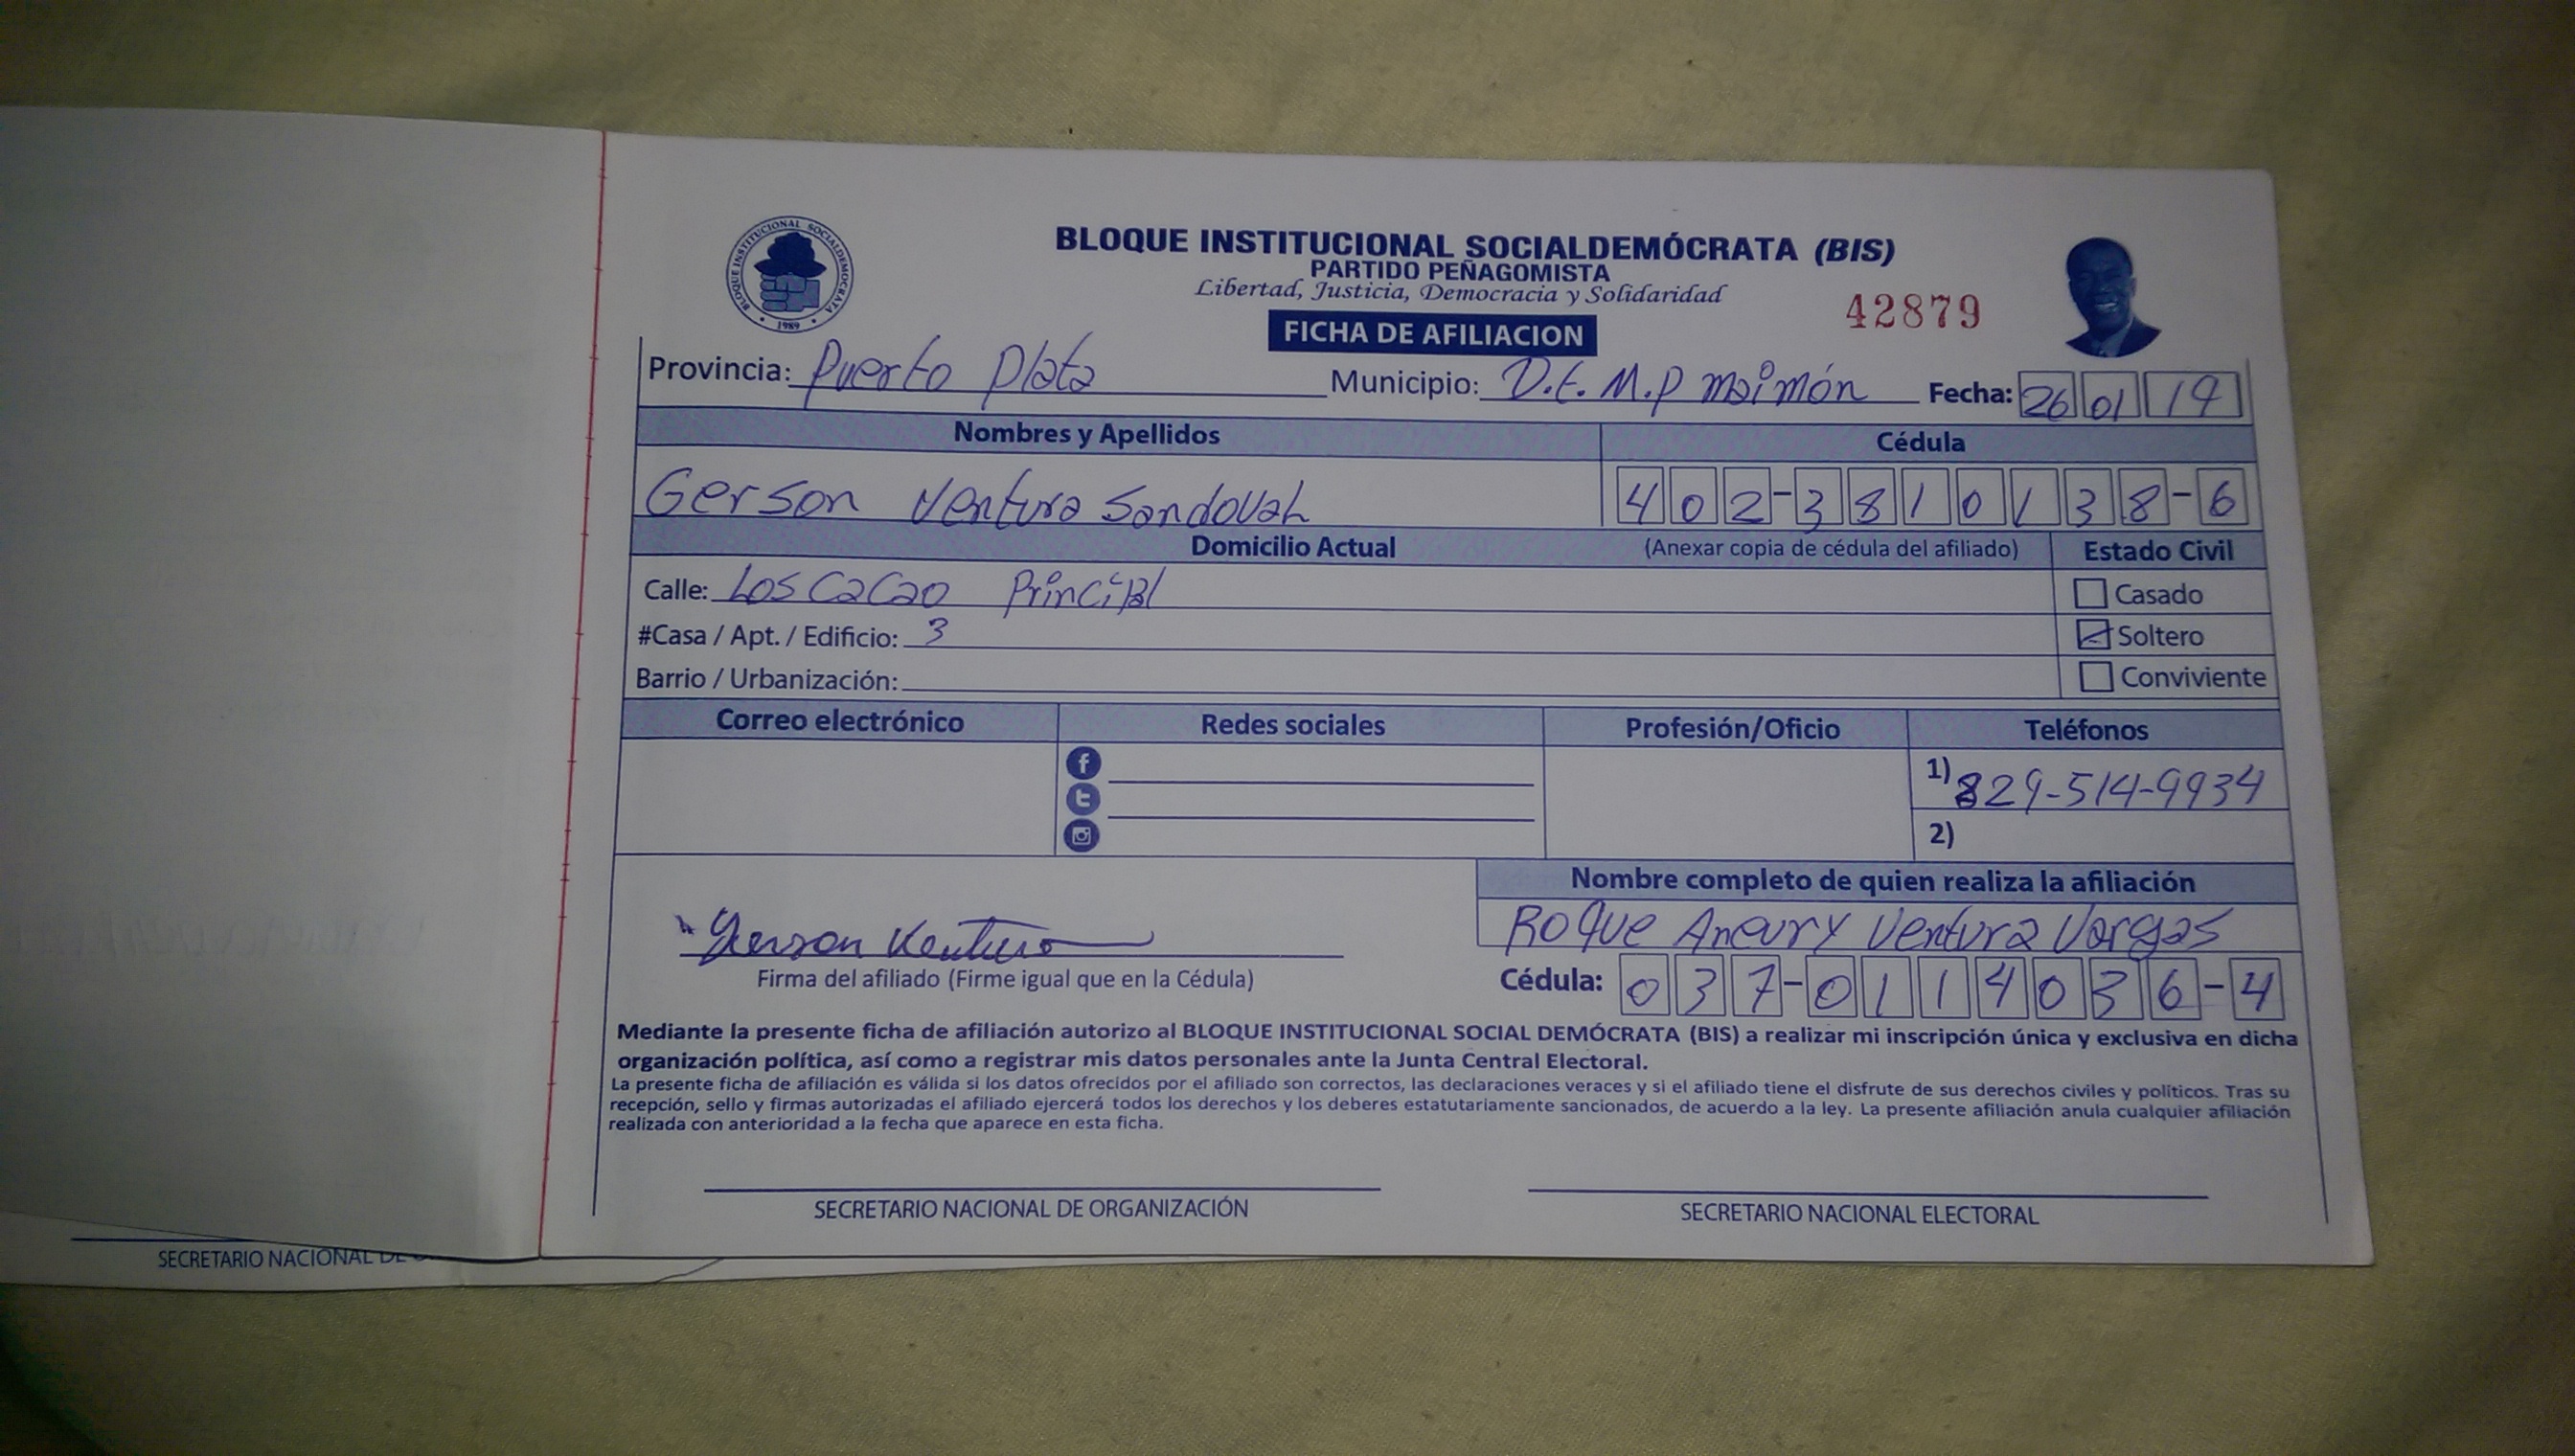 BLOQUE INSTITUCIONAL SOCIALDEMOCRATA
1989
BLOQUE INSTITUCIONAL SOCIALDEMÓCRATA (BIS)
PARTIDO PEÑAGOMISTA
Libertad, Justicia, Democracia y Solidaridad
42879
FICHA DE AFILIACION
Provincia: Puerto Plata Municipio: D.E. M.P Maimón Fecha: 26 01 19
Nombres y Apellidos Cédula
Gerson Ventura Sandoval 402-3810138-6
Domicilio Actual (Anexar copia de cédula del afiliado) Estado Civil
Calle: Los CaCao Principal Casado
#Casa / Apt. / Edificio: 3 Soltero
Barrio / Urbanización: Conviviente
Correo electrónico Redes sociales Profesión/Oficio Teléfonos
1) 829-514-9934
2)
Nombre completo de quien realiza la afiliación
Gerson Ventura Roque Aneury Ventura Vargas
Firma del afiliado (Firme igual que en la Cédula) Cédula: 037-0114036-4
Mediante la presente ficha de afiliación autorizo al BLOQUE INSTITUCIONAL SOCIAL DEMÓCRATA (BIS) a realizar mi inscripción única y exclusiva en dicha
organización política, así como a registrar mis datos personales ante la Junta Central Electoral.
La presente ficha de afiliación es válida si los datos ofrecidos por el afiliado son correctos, las declaraciones veraces y si el afiliado tiene el disfrute de sus derechos civiles y políticos. Tras su
recepción, sello y firmas autorizadas el afiliado ejercerá todos los derechos y los deberes estatutariamente sancionados, de acuerdo a la ley. La presente afiliación anula cualquier afiliación
realizada con anterioridad a la fecha que aparece en esta ficha.
SECRETARIO NACIONAL DE ORGANIZACIÓN SECRETARIO NACIONAL ELECTORAL
SECRETARIO NACIONAL DE